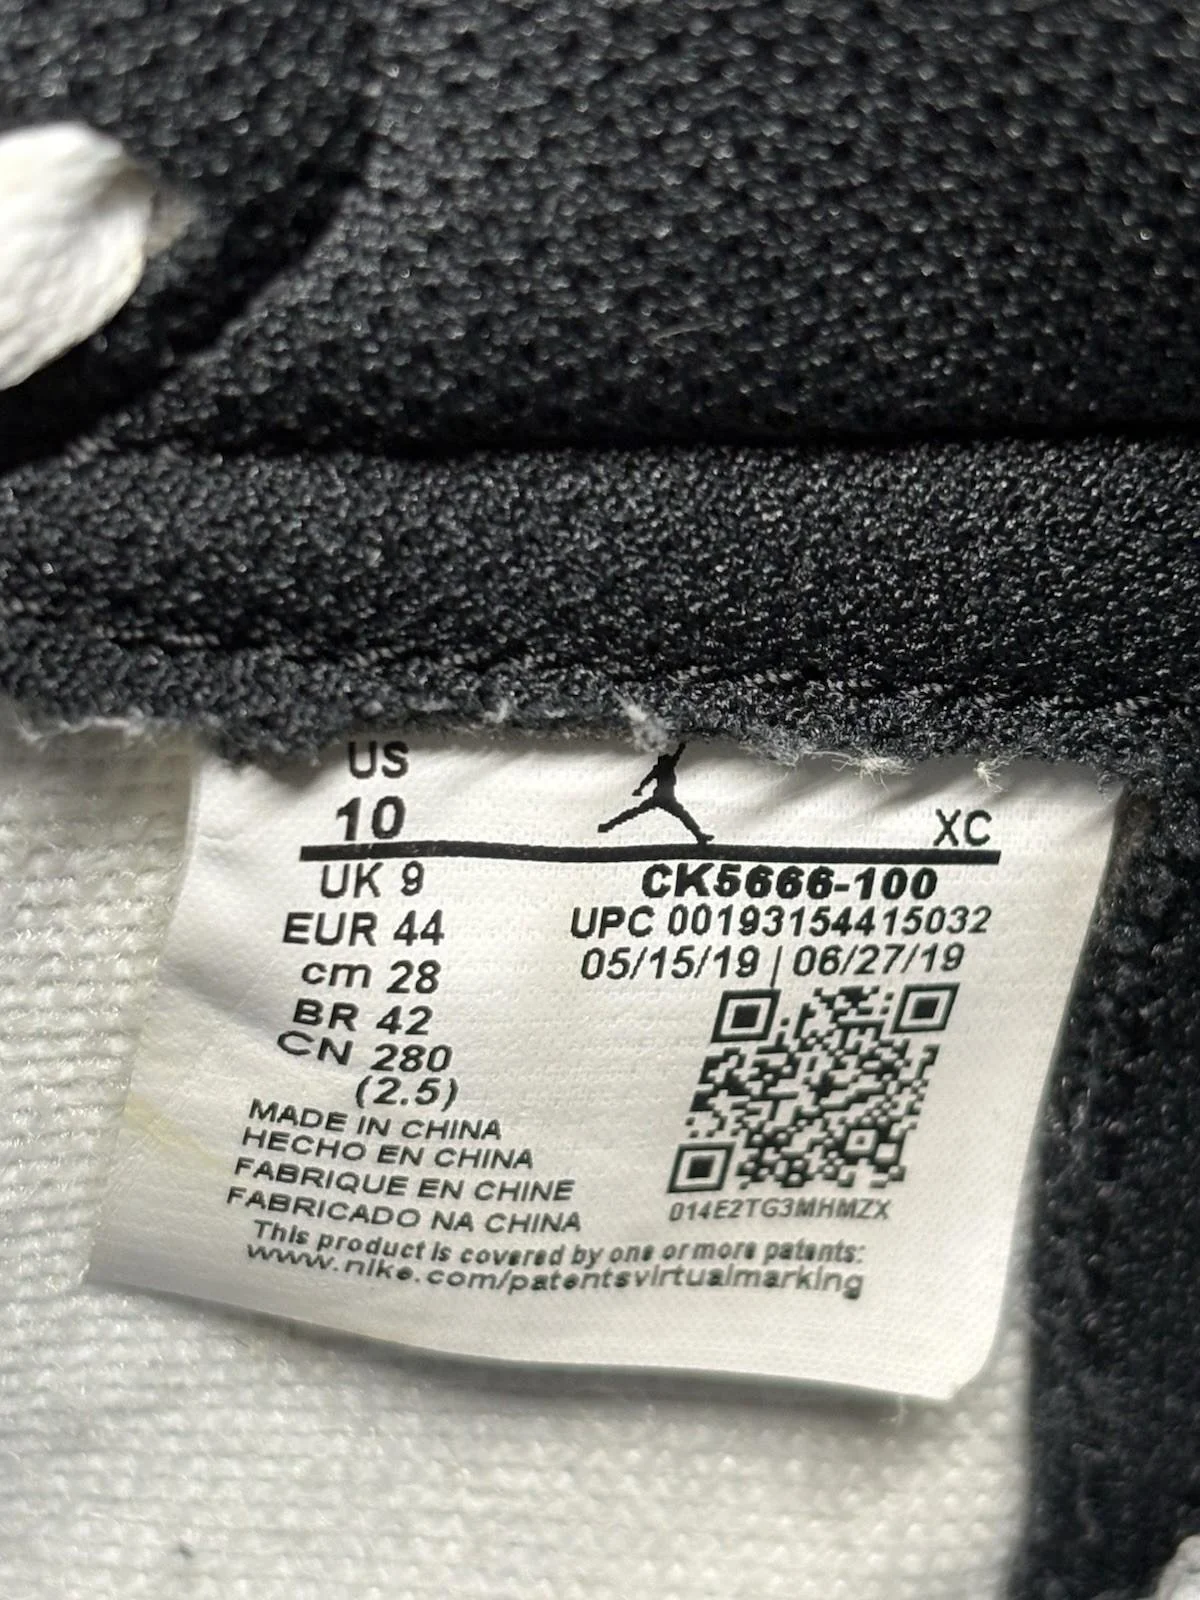 US
10
XC
UK 9
EUR 44
cm 28
BR 42
CN 280
(2.5)
CK5666-100
UPC 00193154415032
05/15/19 | 06/27/19
014E2TG3MHMZX
MADE IN CHINA
HECHO EN CHINA
FABRIQUE EN CHINE
FABRICADO NA CHINA
This product is covered by one or more patents:
www.nike.com/patentsvirtualmarking